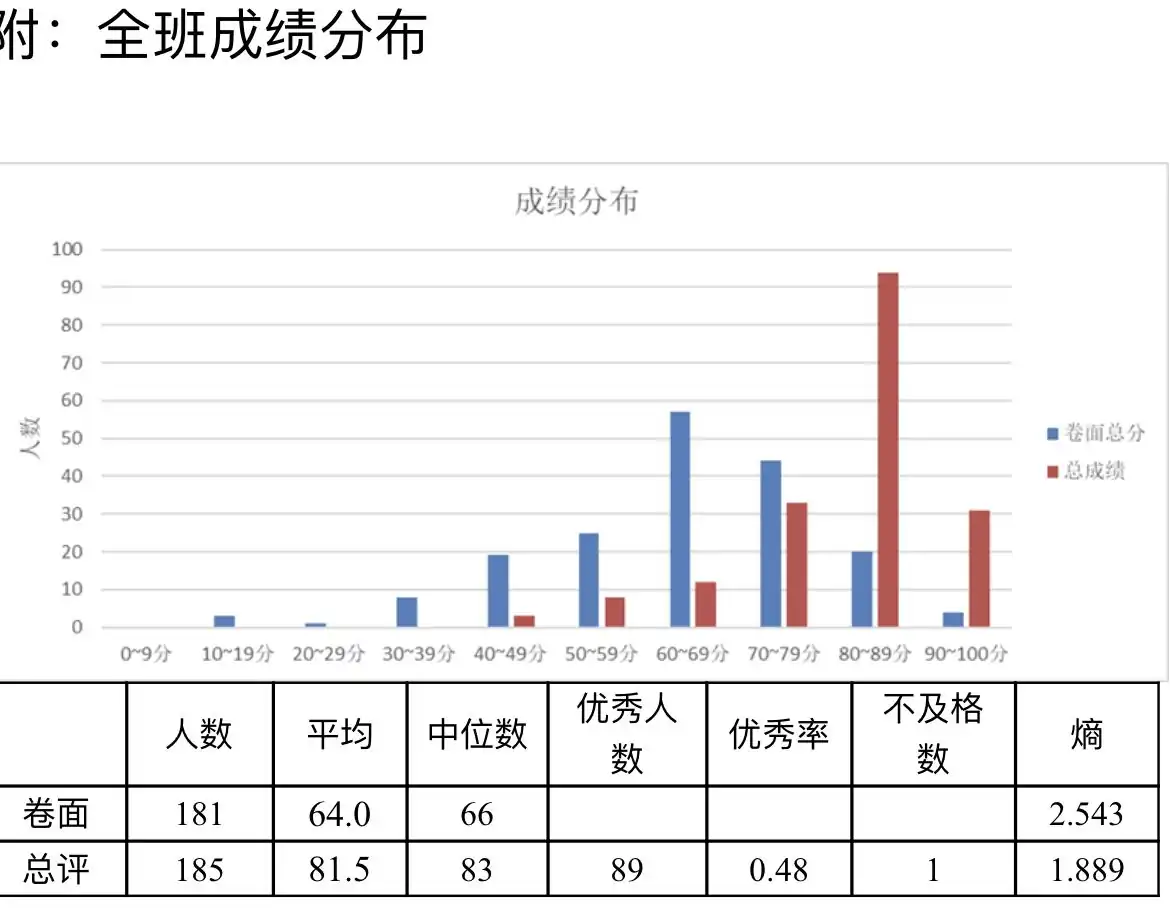 附：全班成绩分布
成绩分布
100
90
80
70
60
50
40
30
20
10
0
人数
0~9分 10~19分 20~29分 30~39分 40~49分 50~59分 60~69分 70~79分 80~89分 90~100分
卷面总分
总成绩
人数 平均 中位数 优秀人数 优秀率 不及格数 熵
卷面 181 64.0 66 2.543
总评 185 81.5 83 89 0.48 1 1.889